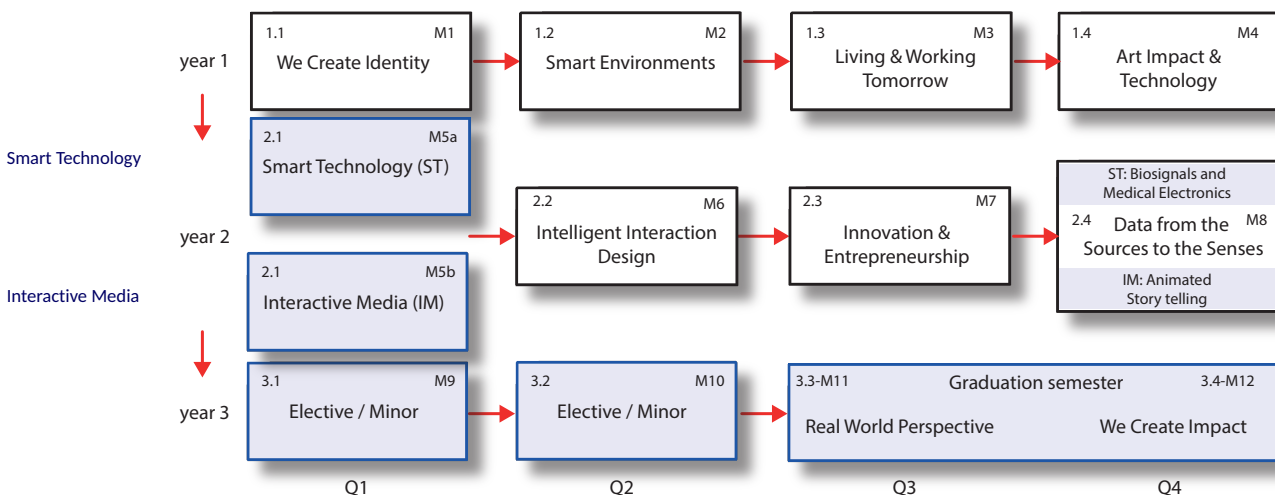 1.1 M1
We Create Identity
1.2 M2
Smart Environments
1.3 M3
Living & Working
Tomorrow
1.4 M4
Art Impact &
Technology
year 1
Smart Technology
2.1 M5a
Smart Technology (ST)
year 2
2.2 M6
Intelligent Interaction
Design
2.3 M7
Innovation &
Entrepreneurship
ST: Biosignals and
Medical Electronics
2.4 Data from the M8
Sources to the Senses
IM: Animated
Story telling
Interactive Media
2.1 M5b
Interactive Media (IM)
year 3
3.1 M9
Elective / Minor
3.2 M10
Elective / Minor
3.3-M11 Graduation semester 3.4-M12
Real World Perspective We Create Impact
Q1 Q2 Q3 Q4